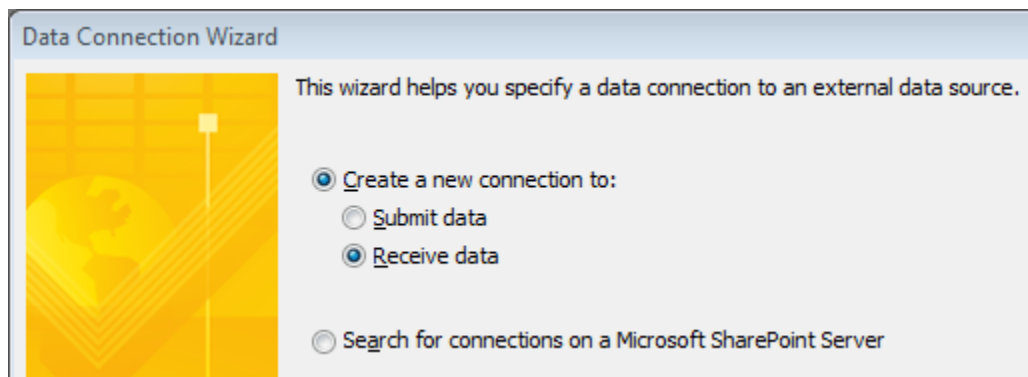 Data Connection Wizard
This wizard helps you specify a data connection to an external data source.
Create a new connection to:
Submit data
Receive data
Search for connections on a Microsoft SharePoint Server